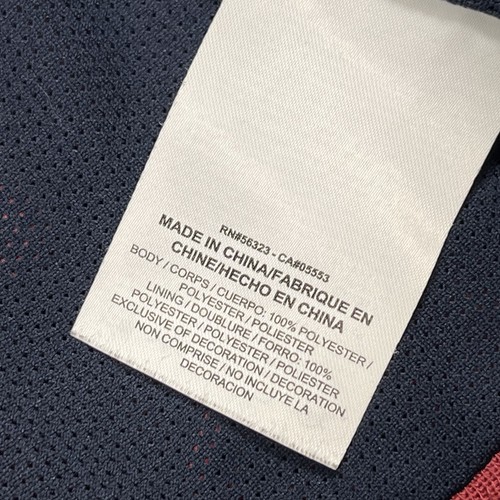 RN#56323 - CA#05553
MADE IN CHINA/FABRIQUE EN
CHINE/HECHO EN CHINA
BODY / CORPS / CUERPO: 100% POLYESTER /
POLYESTER / POLIESTER
LINING / DOUBLURE / FORRO: 100%
POLYESTER / POLYESTER / POLIESTER
EXCLUSIVE OF DECORATION / DECORATION
NON COMPRISE / NO INCLUYE LA
DECORACION